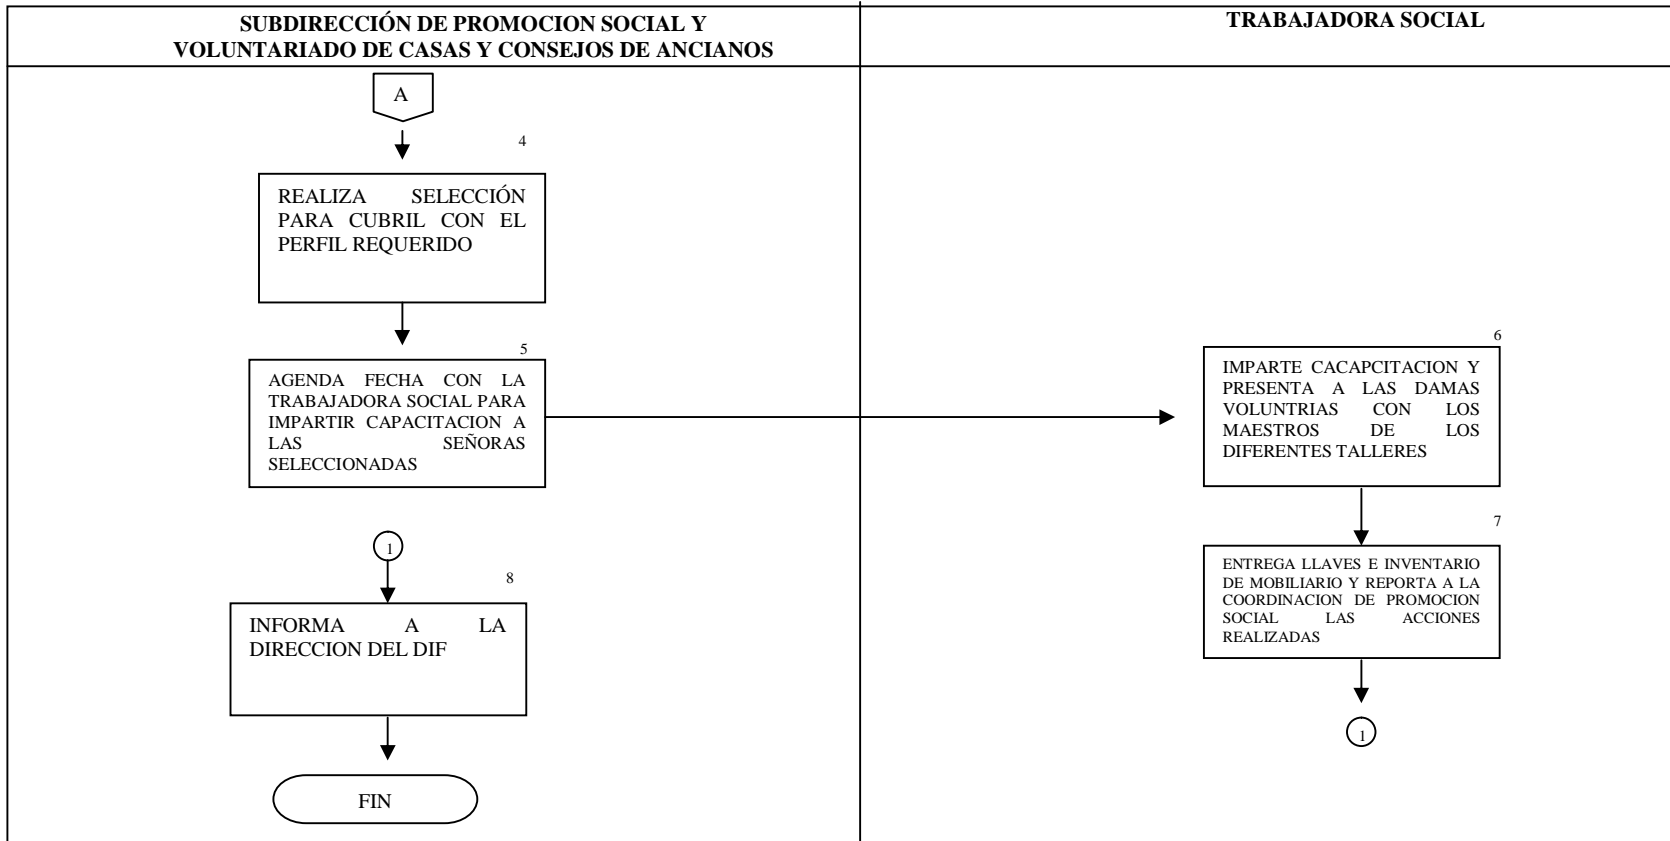 SUBDIRECCIÓN DE PROMOCION SOCIAL Y
VOLUNTARIADO DE CASAS Y CONSEJOS DE ANCIANOS
TRABAJADORA SOCIAL
A
4
REALIZA SELECCIÓN
PARA CUBRIL CON EL
PERFIL REQUERIDO
5
AGENDA FECHA CON LA
TRABAJADORA SOCIAL PARA
IMPARTIR CAPACITACION A
LAS SEÑORAS
SELECCIONADAS
6
IMPARTE CACAPCITACION Y
PRESENTA A LAS DAMAS
VOLUNTRIAS CON LOS
MAESTROS DE LOS
DIFERENTES TALLERES
7
ENTREGA LLAVES E INVENTARIO
DE MOBILIARIO Y REPORTA A LA
COORDINACION DE PROMOCION
SOCIAL LAS ACCIONES
REALIZADAS
1
1
8
INFORMA A LA
DIRECCION DEL DIF
FIN